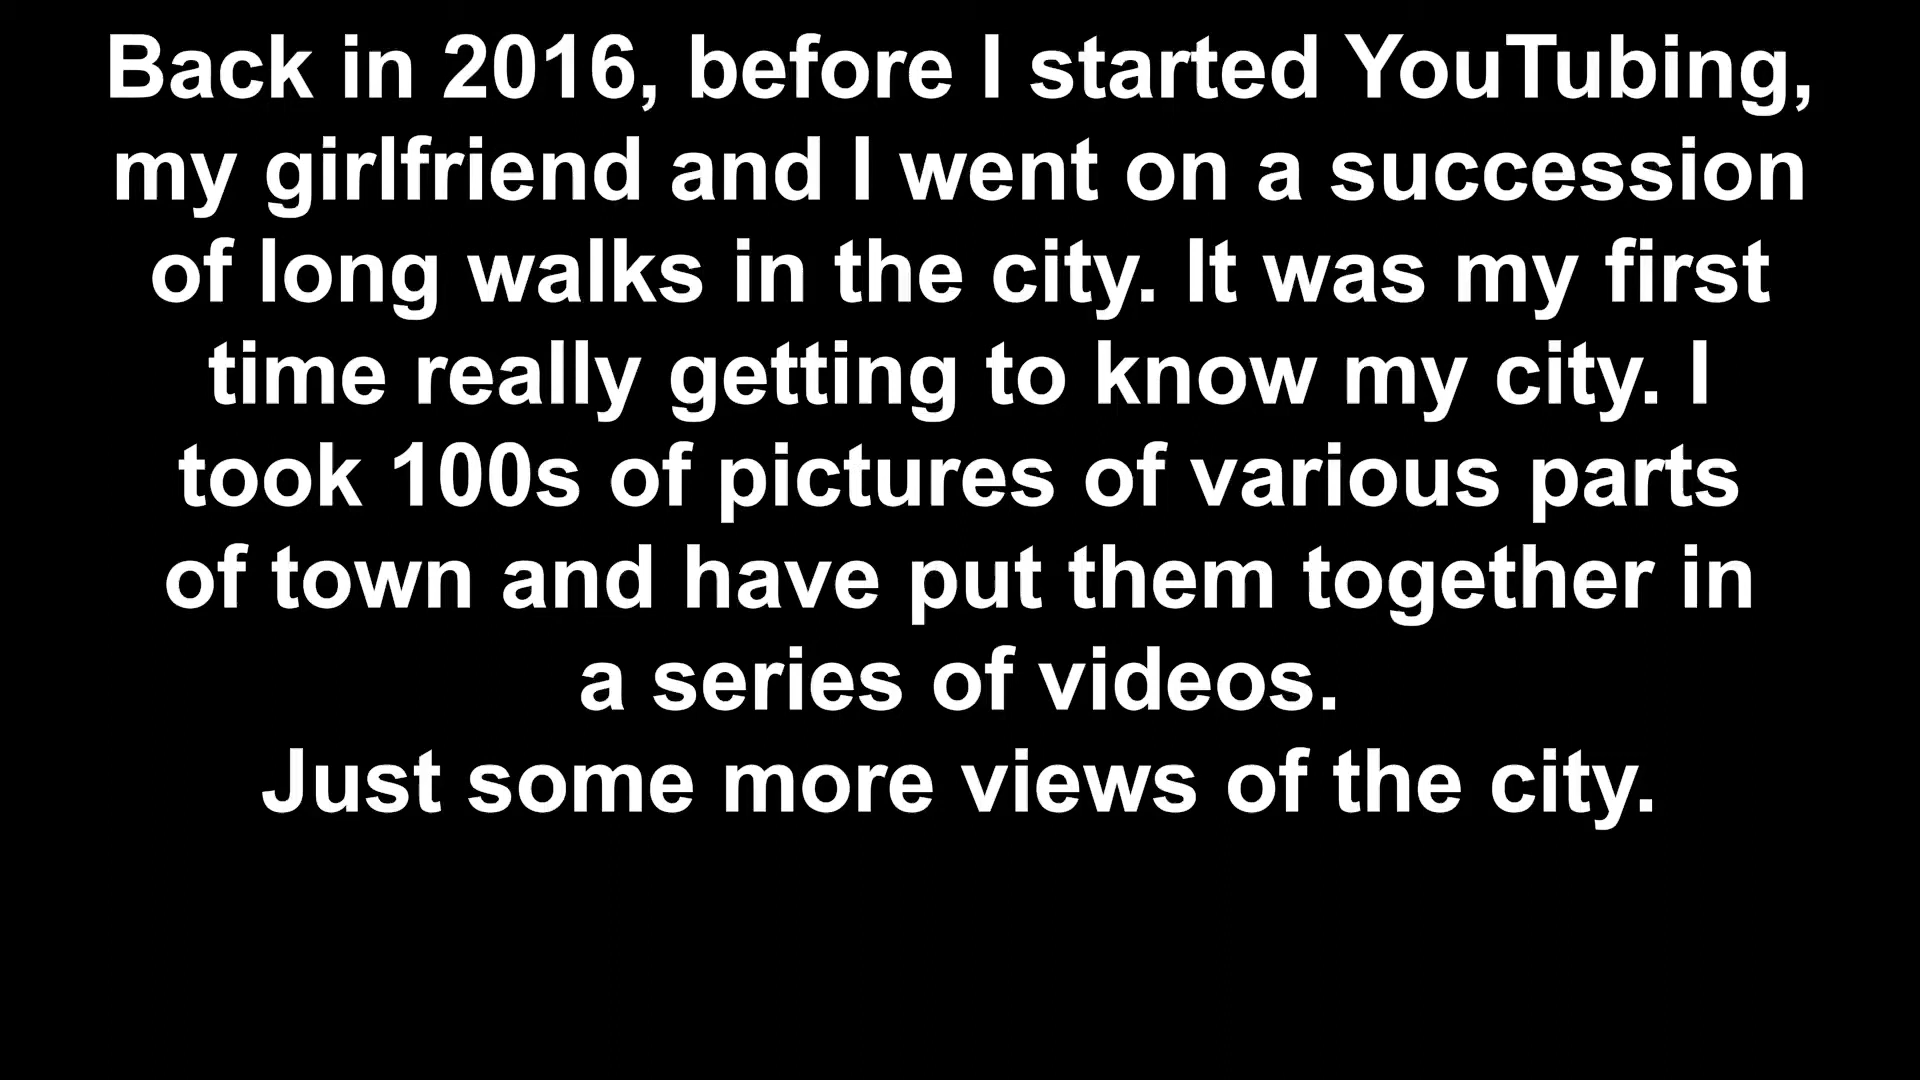 Back in 2016, before I started YouTubing,
my girlfriend and I went on a succession
of long walks in the city. It was my first
time really getting to know my city. I
took 100s of pictures of various parts
of town and have put them together in
a series of videos.
Just some more views of the city.